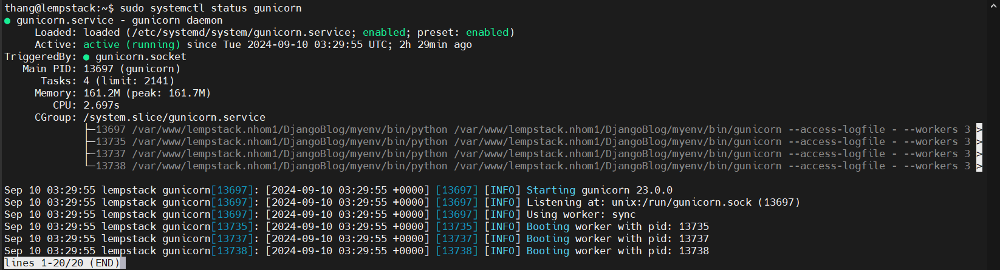 thang@lempstack:~$ sudo systemctl status gunicorn
● gunicorn.service - gunicorn daemon
     Loaded: loaded (/etc/systemd/system/gunicorn.service; enabled; preset: enabled)
     Active: active (running) since Tue 2024-09-10 03:29:55 UTC; 2h 29min ago
TriggeredBy: ● gunicorn.socket
   Main PID: 13697 (gunicorn)
      Tasks: 4 (limit: 2141)
     Memory: 161.2M (peak: 161.7M)
        CPU: 2.697s
     CGroup: /system.slice/gunicorn.service
             ├─13697 /var/www/lempstack.nhom1/DjangoBlog/myenv/bin/python /var/www/lempstack.nhom1/DjangoBlog/myenv/bin/gunicorn --access-logfile - --workers 3 >
             ├─13735 /var/www/lempstack.nhom1/DjangoBlog/myenv/bin/python /var/www/lempstack.nhom1/DjangoBlog/myenv/bin/gunicorn --access-logfile - --workers 3 >
             ├─13737 /var/www/lempstack.nhom1/DjangoBlog/myenv/bin/python /var/www/lempstack.nhom1/DjangoBlog/myenv/bin/gunicorn --access-logfile - --workers 3 >
             └─13738 /var/www/lempstack.nhom1/DjangoBlog/myenv/bin/python /var/www/lempstack.nhom1/DjangoBlog/myenv/bin/gunicorn --access-logfile - --workers 3 >
Sep 10 03:29:55 lempstack gunicorn[13697]: [2024-09-10 03:29:55 +0000] [13697] [INFO] Starting gunicorn 23.0.0
Sep 10 03:29:55 lempstack gunicorn[13697]: [2024-09-10 03:29:55 +0000] [13697] [INFO] Listening at: unix:/run/gunicorn.sock (13697)
Sep 10 03:29:55 lempstack gunicorn[13697]: [2024-09-10 03:29:55 +0000] [13697] [INFO] Using worker: sync
Sep 10 03:29:55 lempstack gunicorn[13735]: [2024-09-10 03:29:55 +0000] [13735] [INFO] Booting worker with pid: 13735
Sep 10 03:29:55 lempstack gunicorn[13737]: [2024-09-10 03:29:55 +0000] [13737] [INFO] Booting worker with pid: 13737
Sep 10 03:29:55 lempstack gunicorn[13738]: [2024-09-10 03:29:55 +0000] [13738] [INFO] Booting worker with pid: 13738
lines 1-20/20 (END)